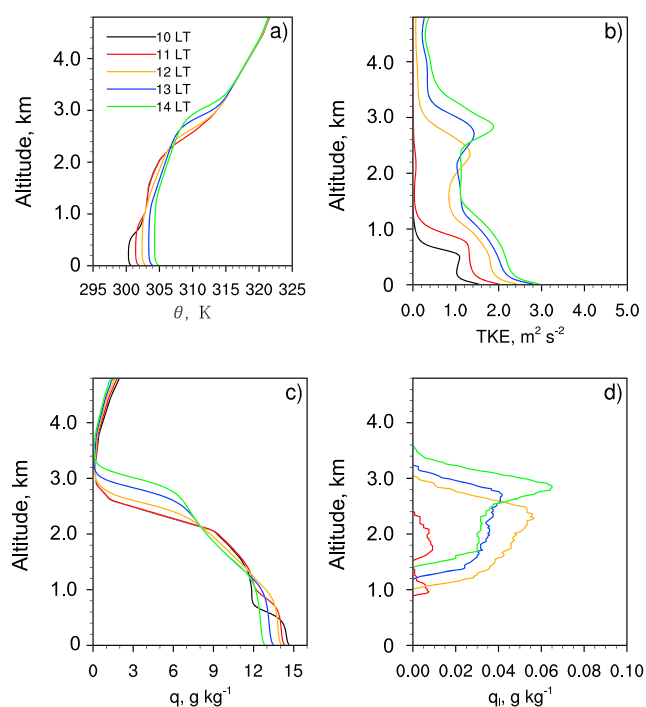 a)
10 LT
11 LT
12 LT
13 LT
14 LT
Altitude, km
4.0
3.0
2.0
1.0
0
295 300 305 310 315 320 325
θ, K
b)
Altitude, km
4.0
3.0
2.0
1.0
0
0.0 1.0 2.0 3.0 4.0 5.0
TKE, m² s⁻²
c)
Altitude, km
4.0
3.0
2.0
1.0
0
0 3 6 9 12 15
q, g kg⁻¹
d)
Altitude, km
4.0
3.0
2.0
1.0
0
0.00 0.02 0.04 0.06 0.08 0.10
qₗ, g kg⁻¹